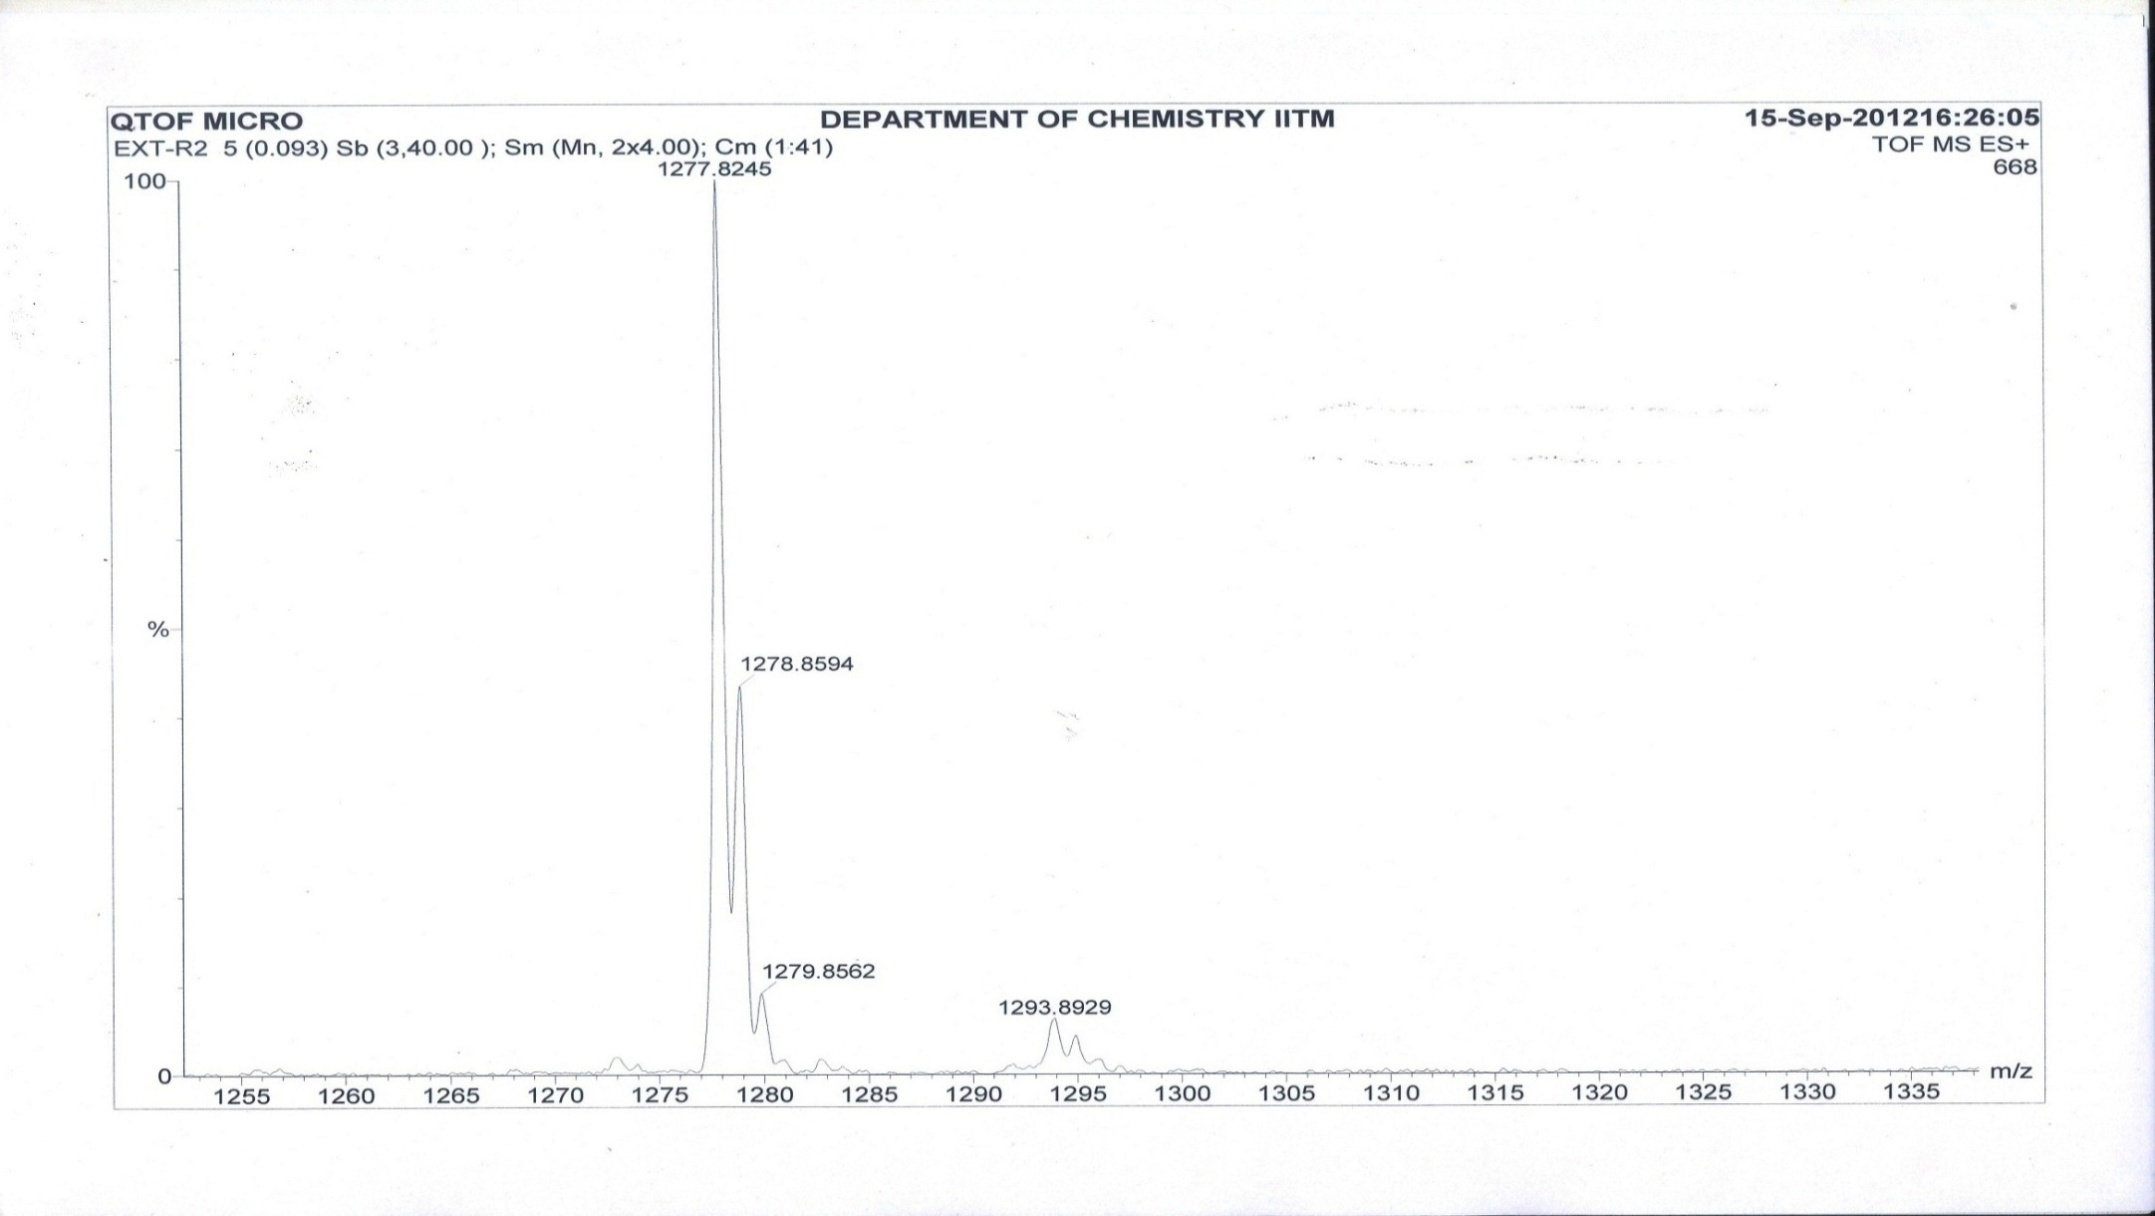 QTOF MICRO
DEPARTMENT OF CHEMISTRY IITM
15-Sep-201216:26:05
EXT-R2 5 (0.093) Sb (3,40.00 ); Sm (Mn, 2x4.00); Cm (1:41)
TOF MS ES+
668
1277.8245
100
%
1278.8594
1279.8562
1293.8929
0
m/z
1255 1260 1265 1270 1275 1280 1285 1290 1295 1300 1305 1310 1315 1320 1325 1330 1335